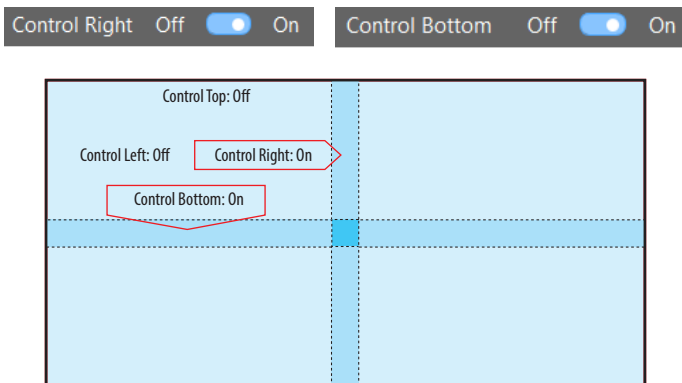 Control Right Off On
Control Bottom Off On
Control Top: Off
Control Left: Off
Control Right: On
Control Bottom: On